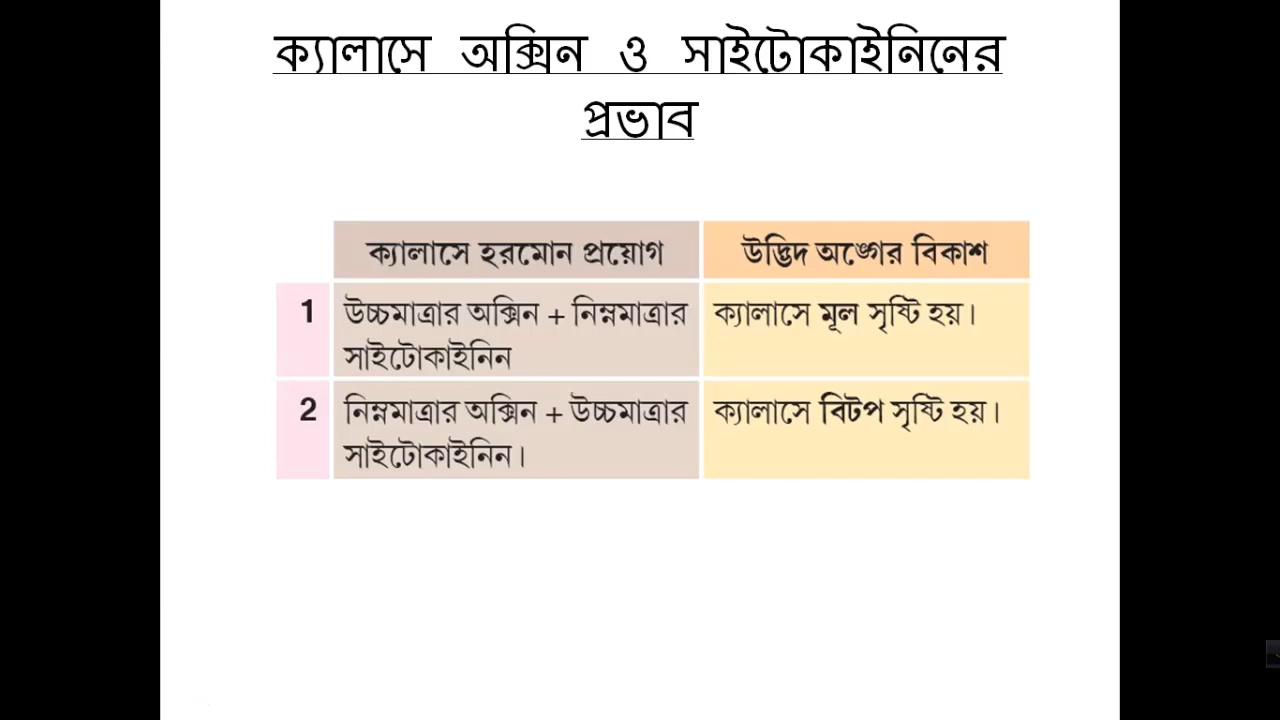 ক্যালাসে অক্সিন ও সাইটোকাইনিনের
প্রভাব
ক্যালাসে হরমোন প্রয়োগ
উদ্ভিদ অঙ্গের বিকাশ
1
উচ্চমাত্রার অক্সিন + নিম্নমাত্রার
সাইটোকাইনিন
ক্যালাসে মূল সৃষ্টি হয়।
2
নিম্নমাত্রার অক্সিন + উচ্চমাত্রার
সাইটোকাইনিন।
ক্যালাসে বিটপ সৃষ্টি হয়।